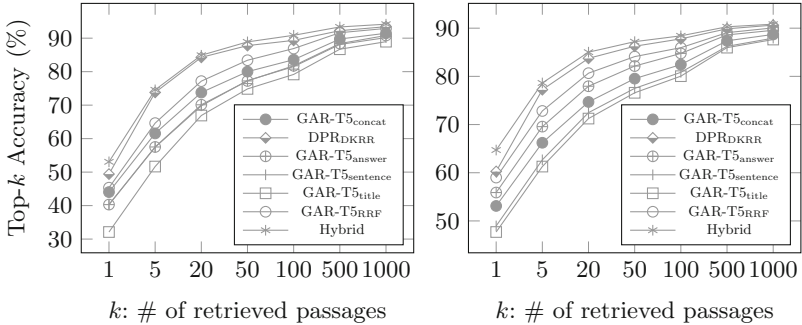 Top-k Accuracy (%)
90
80
70
60
50
40
30
1 5 20 50 100 500 1000
k: # of retrieved passages
GAR-T5concat
DPRDKRR
GAR-T5answer
GAR-T5sentence
GAR-T5title
GAR-T5RRF
Hybrid
90
80
70
60
50
1 5 20 50 100 500 1000
k: # of retrieved passages
GAR-T5concat
DPRDKRR
GAR-T5answer
GAR-T5sentence
GAR-T5title
GAR-T5RRF
Hybrid